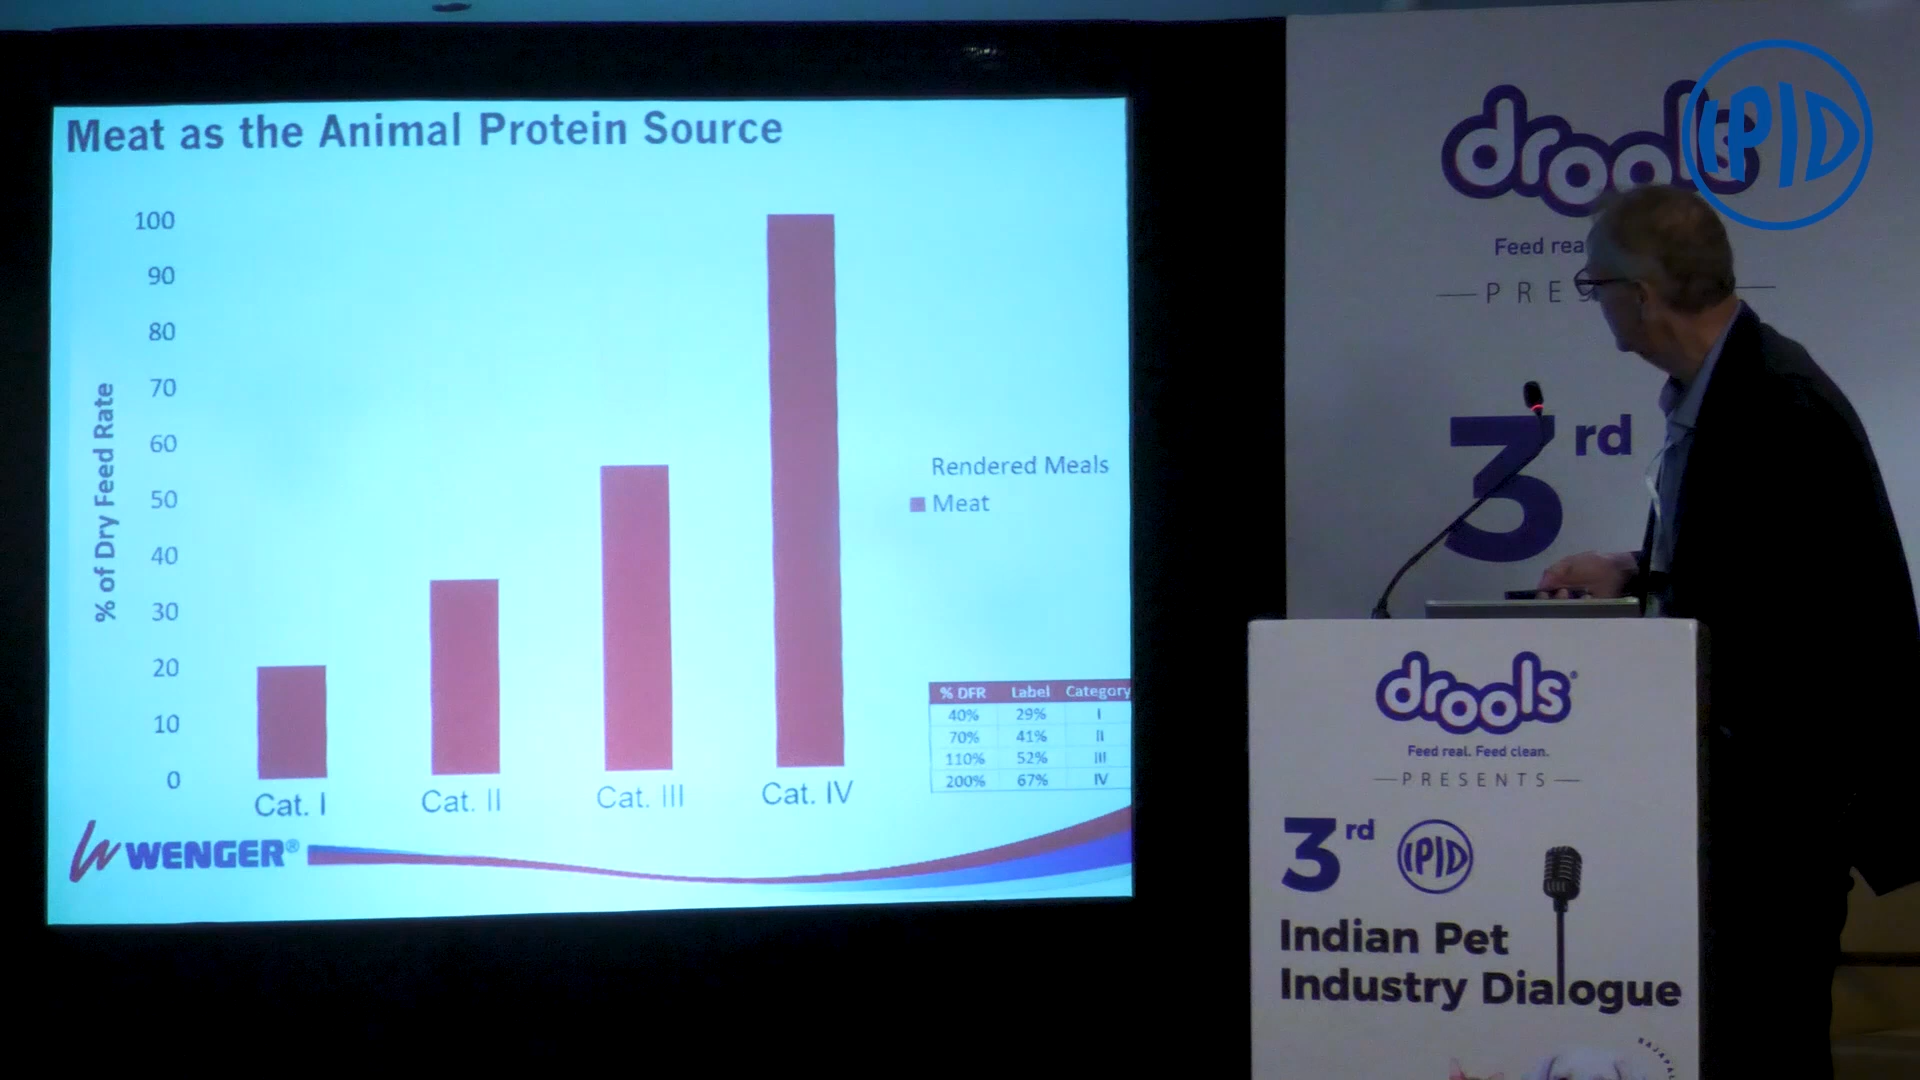 Meat as the Animal Protein Source
% of Dry Feed Rate
100
90
80
70
60
50
40
30
20
10
0
Cat. I
Cat. II
Cat. III
Cat. IV
Rendered Meals
Meat
% DFR Label Category
40% 29% I
70% 41% II
110% 52% III
200% 67% IV
WENGER®
drools
IPID
Feed rea
PRE
3rd
drools®
Feed real. Feed clean.
PRESENTS
3rd IPID
Indian Pet
Industry Dialogue